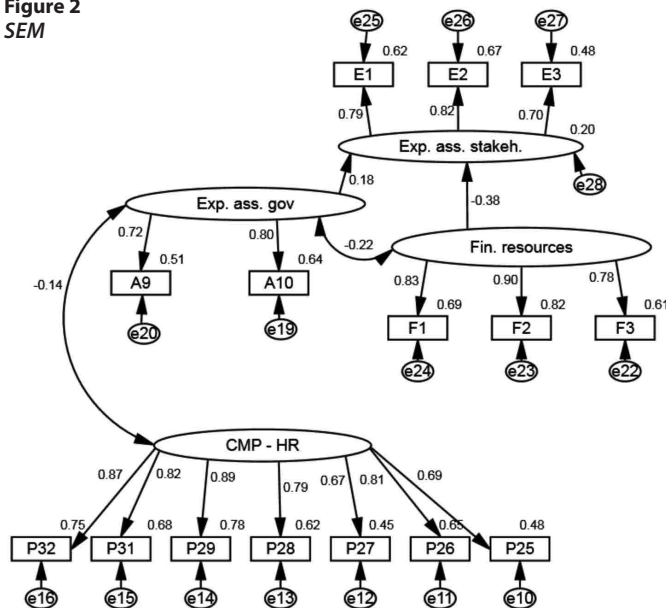 Figure 2
SEM
e25 e26 e27
0.62 0.67 0.48
E1 E2 E3
0.79 0.82 0.70
0.20
Exp. ass. stakeh.
e28
0.18
-0.38
Exp. ass. gov
-0.22
Fin. resources
0.72 0.80
0.51 0.64
A9 A10
e20 e19
0.83 0.90 0.78
0.69 0.82 0.61
F1 F2 F3
e24 e23 e22
-0.14
CMP - HR
0.87 0.82 0.89 0.79 0.67 0.81 0.69
0.75 0.68 0.78 0.62 0.45 0.65 0.48
P32 P31 P29 P28 P27 P26 P25
e16 e15 e14 e13 e12 e11 e10